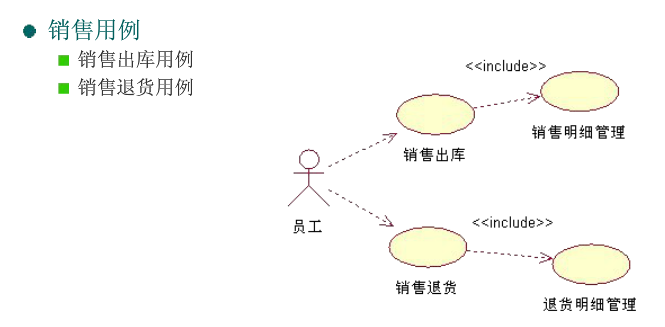 销售用例
销售出库用例
销售退货用例
<<include>>
销售明细管理
销售出库
员工
<<include>>
销售退货
退货明细管理